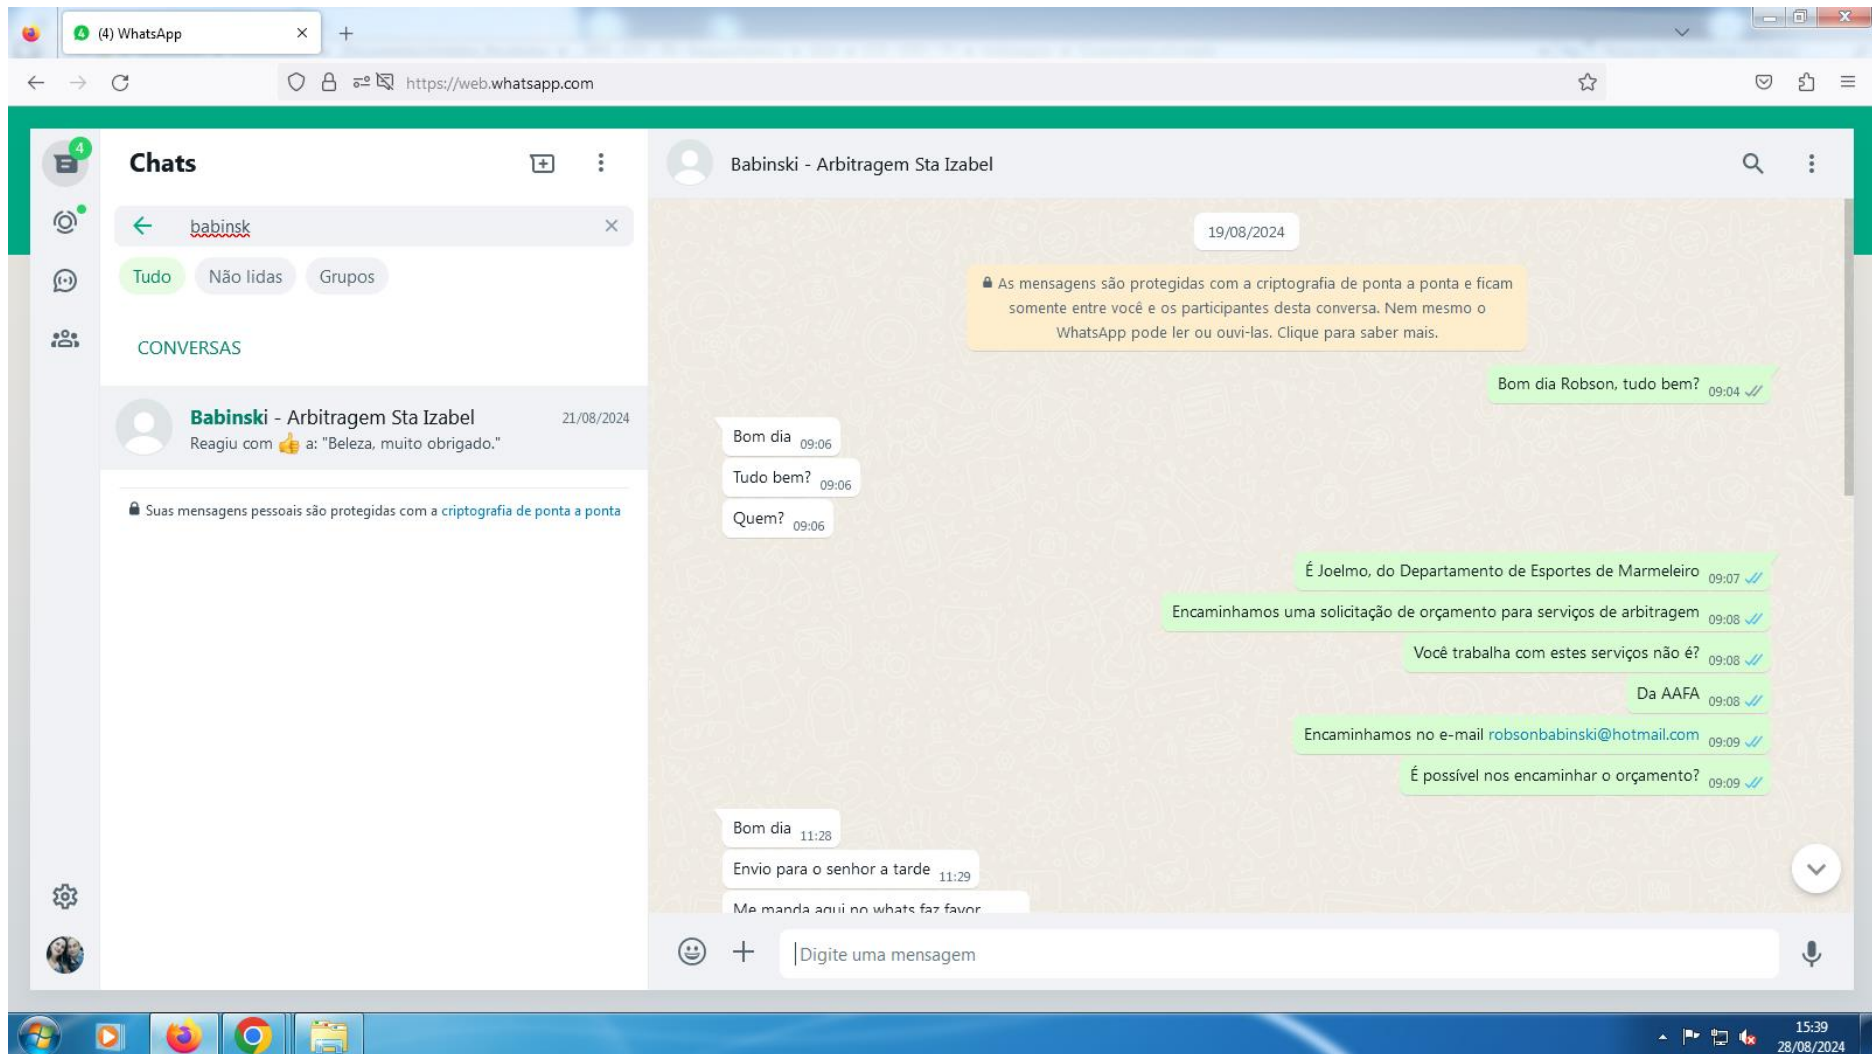 (4) WhatsApp
https://web.whatsapp.com
4
Chats
babinsk
Tudo Não lidas Grupos
CONVERSAS
Babinski - Arbitragem Sta Izabel 21/08/2024
Reagiu com 👍 a: "Beleza, muito obrigado."
Suas mensagens pessoais são protegidas com a criptografia de ponta a ponta
Babinski - Arbitragem Sta Izabel
19/08/2024
As mensagens são protegidas com a criptografia de ponta a ponta e ficam
somente entre você e os participantes desta conversa. Nem mesmo o
WhatsApp pode ler ou ouvi-las. Clique para saber mais.
Bom dia Robson, tudo bem? 09:04
Bom dia 09:06
Tudo bem? 09:06
Quem? 09:06
É Joelmo, do Departamento de Esportes de Marmeleiro 09:07
Encaminhamos uma solicitação de orçamento para serviços de arbitragem 09:08
Você trabalha com estes serviços não é? 09:08
Da AAFA 09:08
Encaminhamos no e-mail robsonbabinski@hotmail.com 09:09
É possível nos encaminhar o orçamento? 09:09
Bom dia 11:28
Envio para o senhor a tarde 11:29
Me manda aqui no whats faz favor
Digite uma mensagem
15:39
28/08/2024